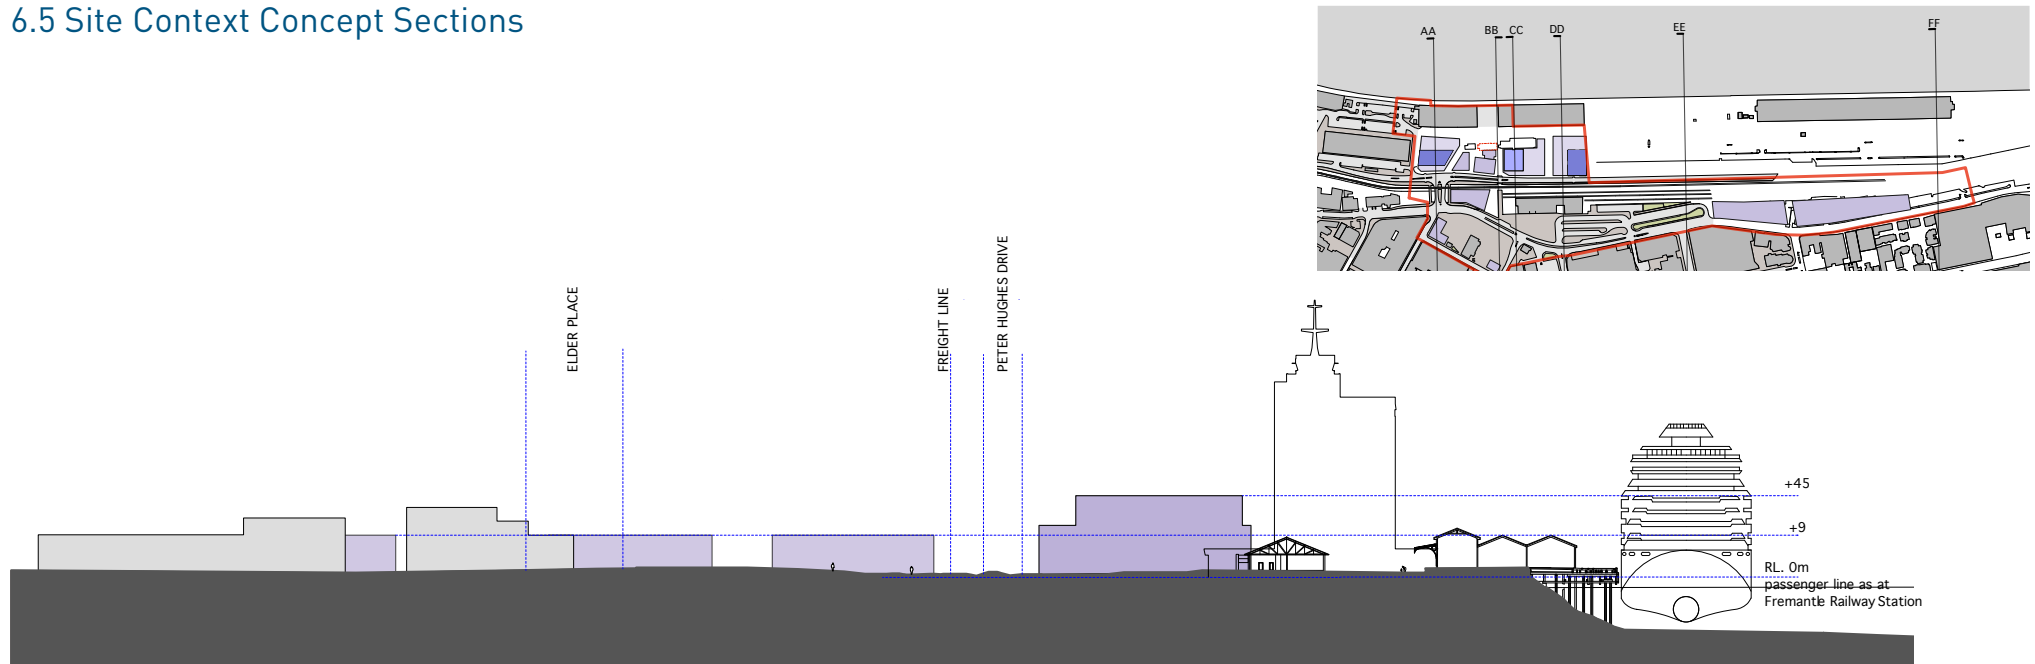 6.5 Site Context Concept Sections
AA
BB
CC
DD
EE
FF
ELDER PLACE
FREIGHT LINE
PETER HUGHES DRIVE
+45
+9
RL. 0m
passenger line as at
Fremantle Railway Station